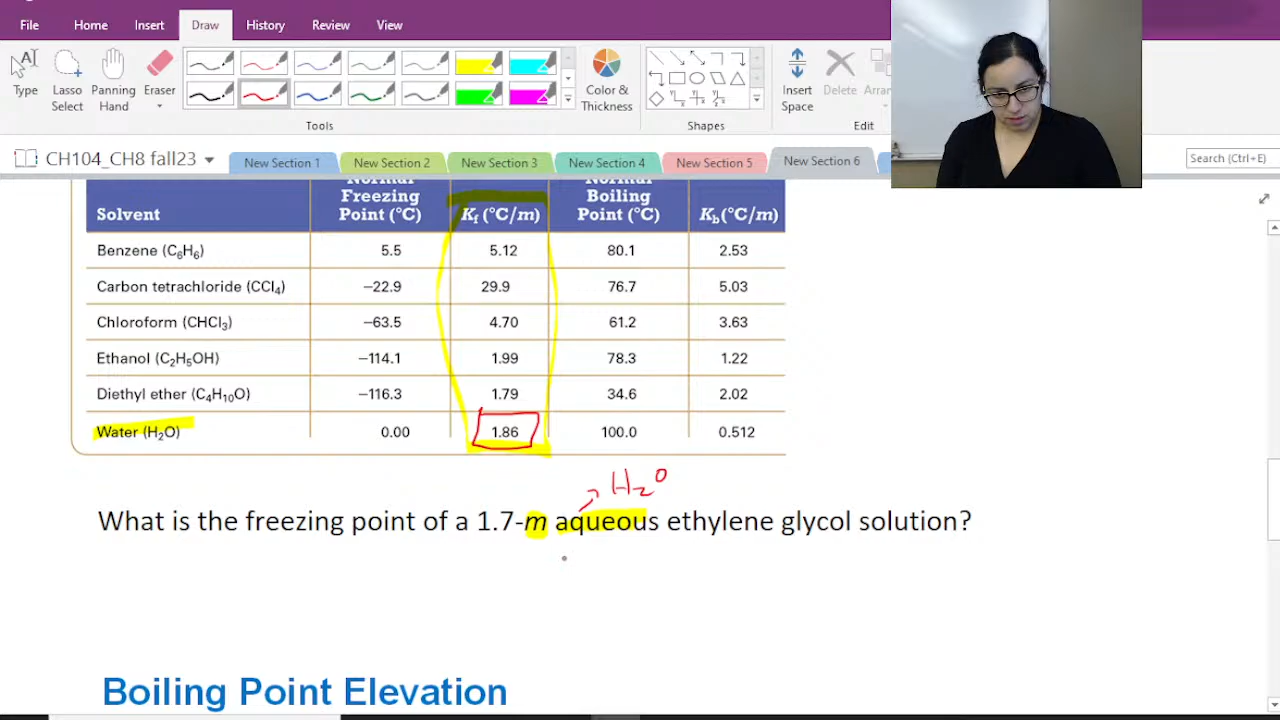 File Home Insert Draw History Review View
Type
Lasso Select
Panning Hand
Eraser
Color & Thickness
Insert Space
Delete
Tools
Shapes
Edit
CH104_CH8 fall23
New Section 1
New Section 2
New Section 3
New Section 4
New Section 5
New Section 6
Search (Ctrl+E)
Solvent
Normal Freezing Point (°C)
Kf (°C/m)
Normal Boiling Point (°C)
Kb (°C/m)
Benzene (C₆H₆) 5.5 5.12 80.1 2.53
Carbon tetrachloride (CCl₄) −22.9 29.9 76.7 5.03
Chloroform (CHCl₃) −63.5 4.70 61.2 3.63
Ethanol (C₂H₅OH) −114.1 1.99 78.3 1.22
Diethyl ether (C₄H₁₀O) −116.3 1.79 34.6 2.02
Water (H₂O) 0.00 1.86 100.0 0.512
H₂O
What is the freezing point of a 1.7-m aqueous ethylene glycol solution?
Boiling Point Elevation